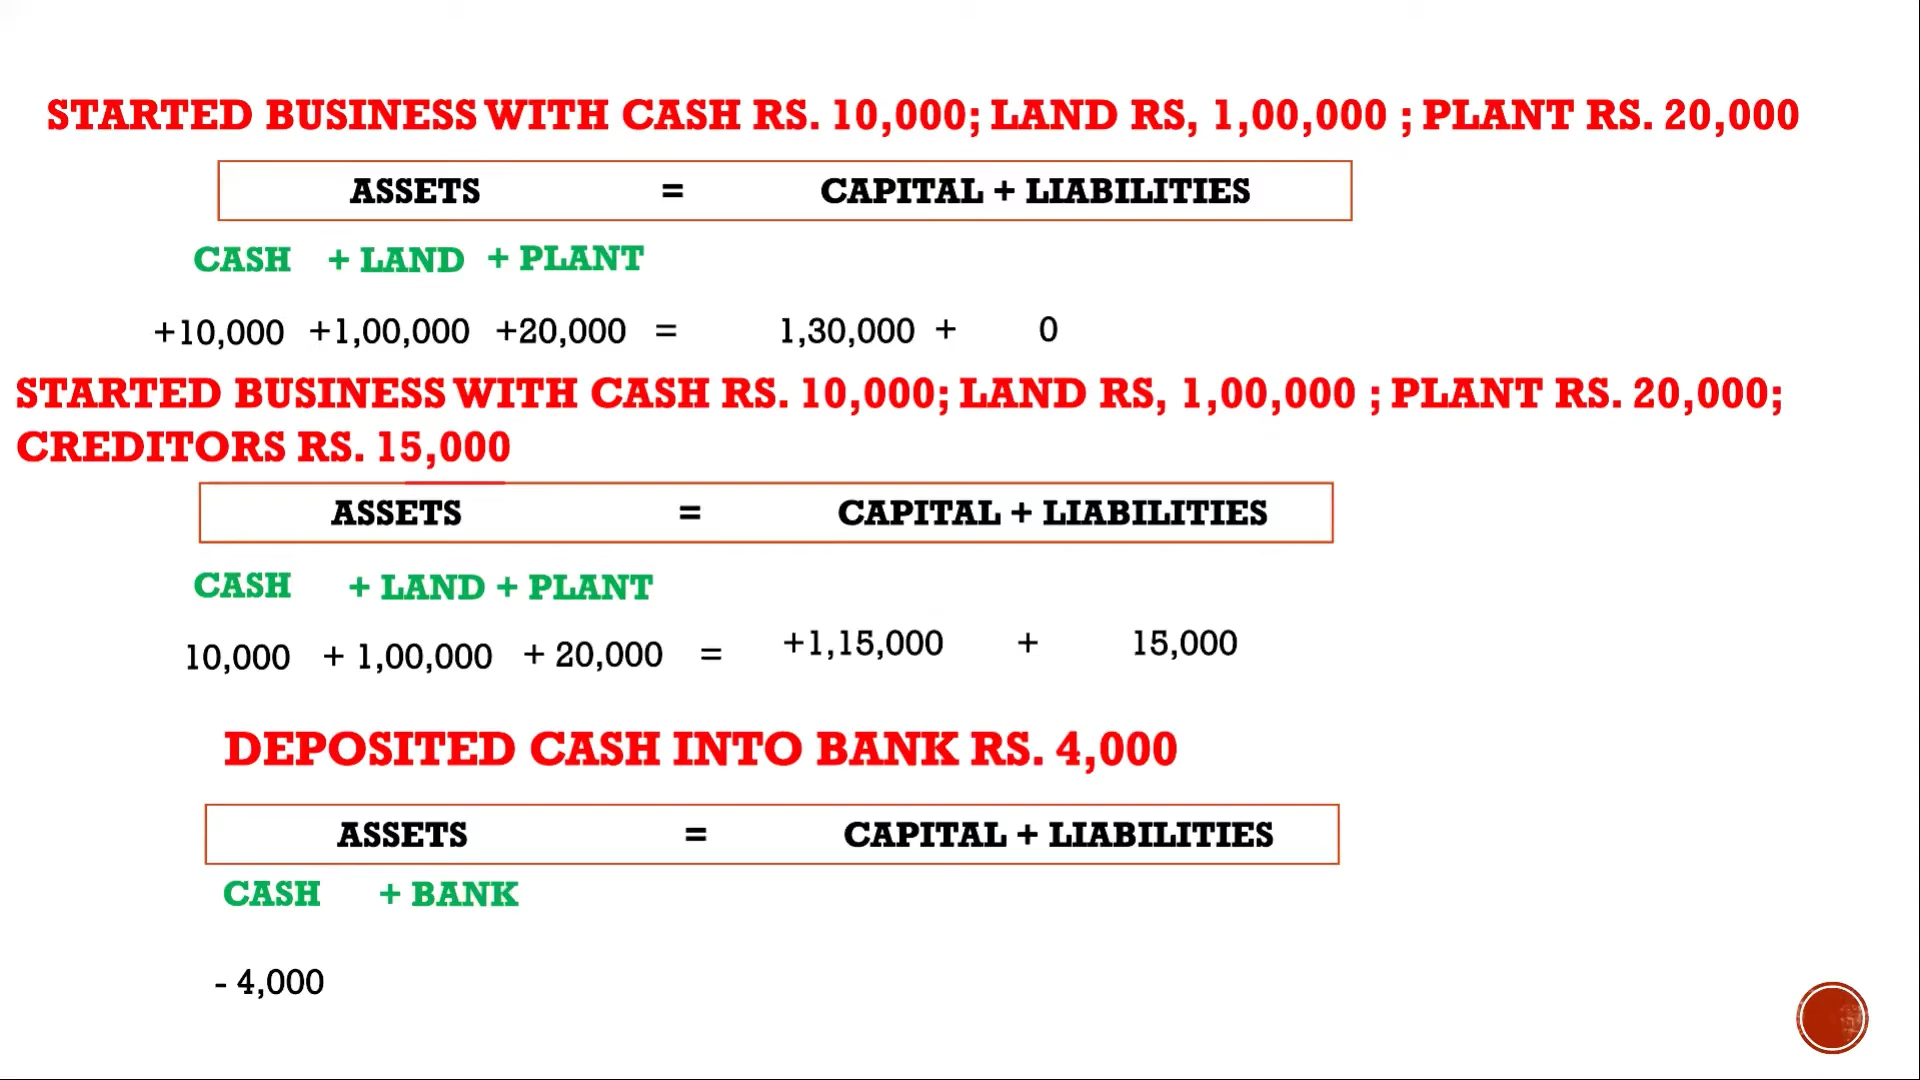 STARTED BUSINESS WITH CASH RS. 10,000; LAND RS, 1,00,000 ; PLANT RS. 20,000
ASSETS = CAPITAL + LIABILITIES
CASH + LAND + PLANT
+10,000 +1,00,000 +20,000 = 1,30,000 + 0
STARTED BUSINESS WITH CASH RS. 10,000; LAND RS, 1,00,000 ; PLANT RS. 20,000;
CREDITORS RS. 15,000
ASSETS = CAPITAL + LIABILITIES
CASH + LAND + PLANT
10,000 + 1,00,000 + 20,000 = +1,15,000 + 15,000
DEPOSITED CASH INTO BANK RS. 4,000
ASSETS = CAPITAL + LIABILITIES
CASH + BANK
- 4,000